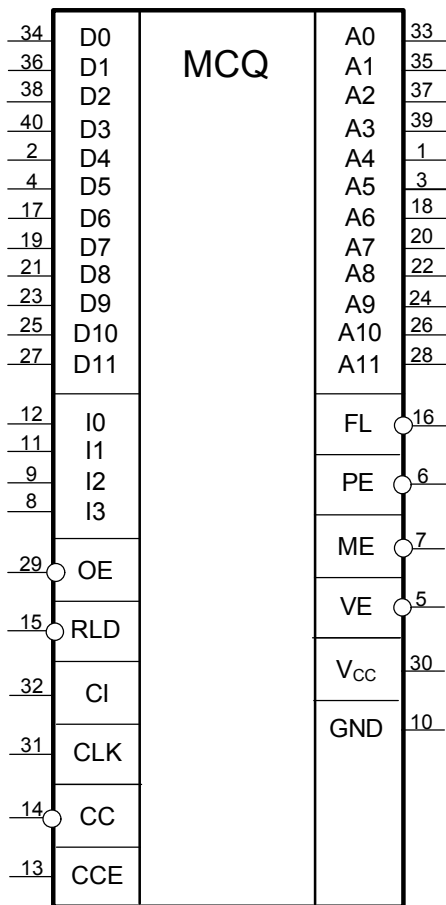 MCQ
34 D0 A0 33
36 D1 A1 35
38 D2 A2 37
40 D3 A3 39
2 D4 A4 1
4 D5 A5 3
17 D6 A6 18
19 D7 A7 20
21 D8 A8 22
23 D9 A9 24
25 D10 A10 26
27 D11 A11 28
12 I0 FL 16
11 I1
9 I2 PE 6
8 I3
29 OE ME 7
15 RLD VE 5
32 CI VCC 30
31 CLK GND 10
14 CC
13 CCE